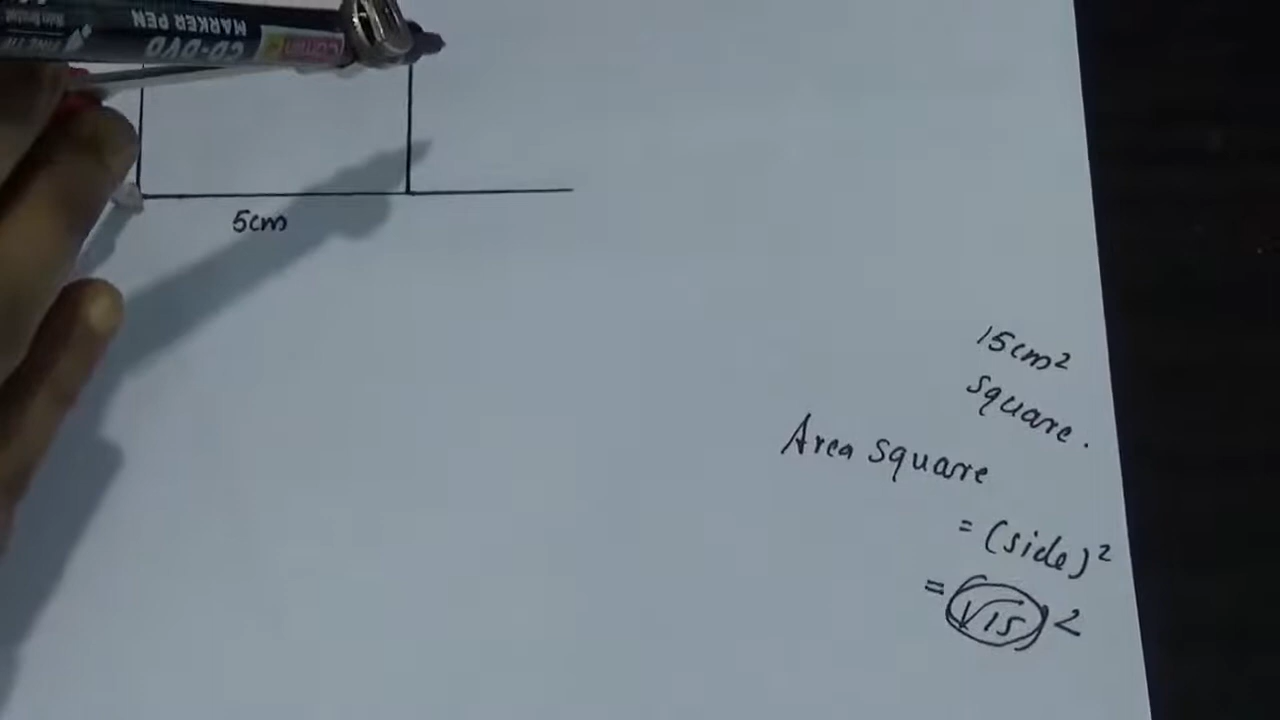 MARKER PEN
CD-DVD
5cm
15cm²
square.
Area square
= (side)²
= (√15)²